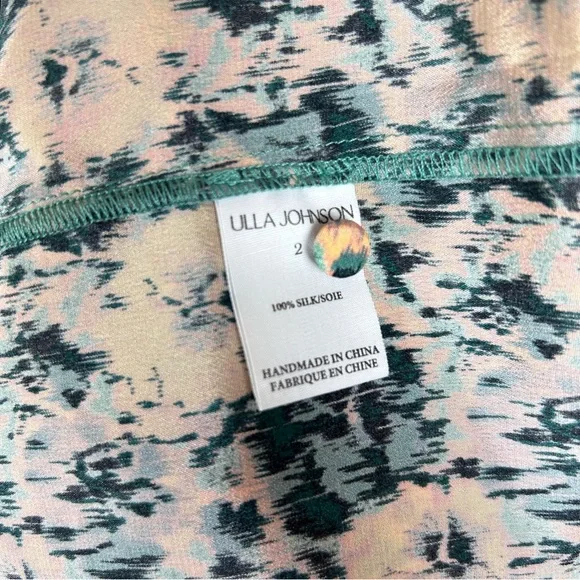 ULLA JOHNSON
2
100% SILK/SOIE
HANDMADE IN CHINA
FABRIQUE EN CHINE